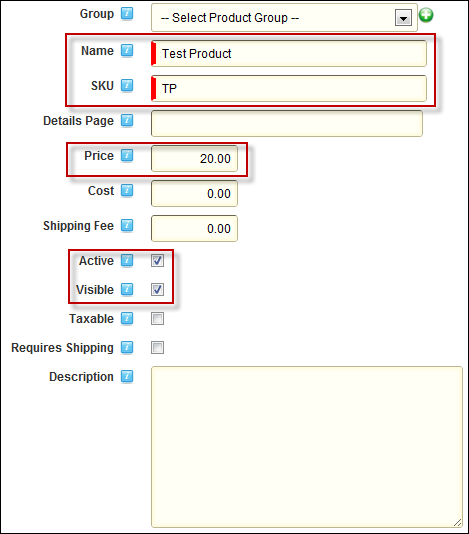 Group -- Select Product Group --
Name Test Product
SKU TP
Details Page
Price 20.00
Cost 0.00
Shipping Fee 0.00
Active
Visible
Taxable
Requires Shipping
Description